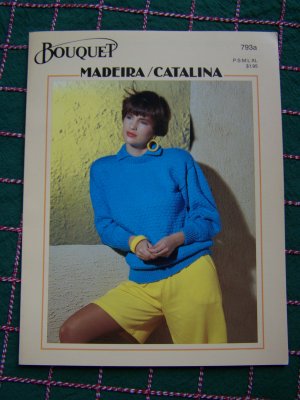 BOUQUET
793a
MADEIRA/CATALINA
P·S·M·L·XL
$1.95